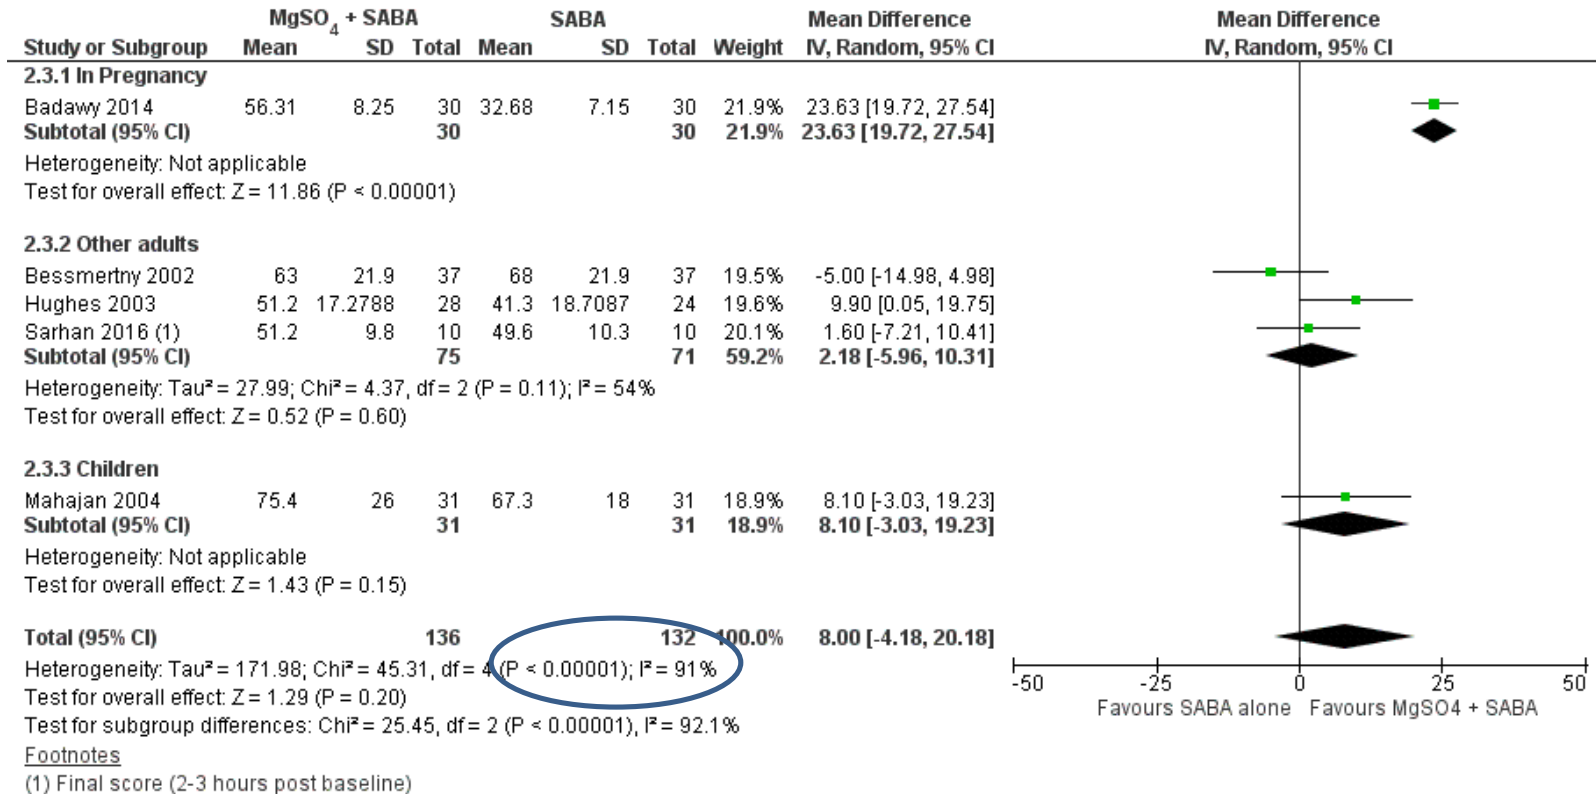 MgSO4 + SABA SABA Mean Difference Mean Difference
Study or Subgroup Mean SD Total Mean SD Total Weight IV, Random, 95% CI IV, Random, 95% CI
2.3.1 In Pregnancy
Badawy 2014 56.31 8.25 30 32.68 7.15 30 21.9% 23.63 [19.72, 27.54]
Subtotal (95% CI) 30 30 21.9% 23.63 [19.72, 27.54]
Heterogeneity: Not applicable
Test for overall effect: Z = 11.86 (P < 0.00001)
2.3.2 Other adults
Bessmertny 2002 63 21.9 37 68 21.9 37 19.5% -5.00 [-14.98, 4.98]
Hughes 2003 51.2 17.2788 28 41.3 18.7087 24 19.6% 9.90 [0.05, 19.75]
Sarhan 2016 (1) 51.2 9.8 10 49.6 10.3 10 20.1% 1.60 [-7.21, 10.41]
Subtotal (95% CI) 75 71 59.2% 2.18 [-5.96, 10.31]
Heterogeneity: Tau² = 27.99; Chi² = 4.37, df = 2 (P = 0.11); I² = 54%
Test for overall effect: Z = 0.52 (P = 0.60)
2.3.3 Children
Mahajan 2004 75.4 26 31 67.3 18 31 18.9% 8.10 [-3.03, 19.23]
Subtotal (95% CI) 31 31 18.9% 8.10 [-3.03, 19.23]
Heterogeneity: Not applicable
Test for overall effect: Z = 1.43 (P = 0.15)
Total (95% CI) 136 132 100.0% 8.00 [-4.18, 20.18]
Heterogeneity: Tau² = 171.98; Chi² = 45.31, df = 4 (P < 0.00001); I² = 91%
Test for overall effect: Z = 1.29 (P = 0.20)
Test for subgroup differences: Chi² = 25.45, df = 2 (P < 0.00001), I² = 92.1%
-50 -25 0 25 50
Favours SABA alone Favours MgSO4 + SABA
Footnotes
(1) Final score (2-3 hours post baseline)